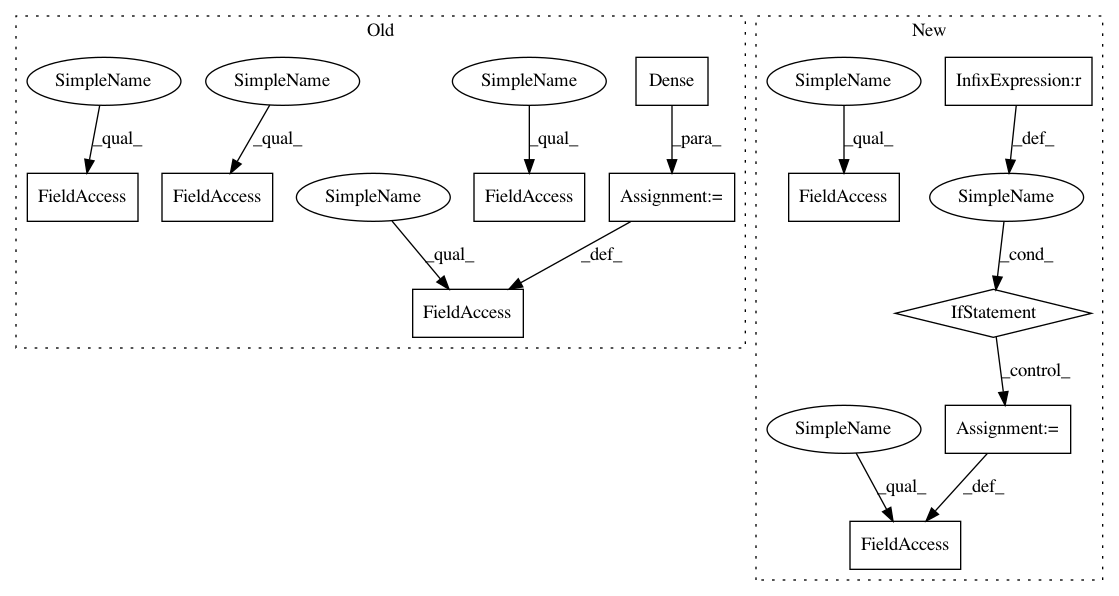 Old
New
SimpleName
SimpleName
SimpleName
Dense
SimpleName
InfixExpression:r
_qual_
_qual_
_qual_
_para_
_qual_
_def_
FieldAccess
FieldAccess
SimpleName
FieldAccess
Assignment:=
FieldAccess
SimpleName
_qual_
_def_
_cond_
FieldAccess
IfStatement
_control_
SimpleName
Assignment:=
_qual_
_def_
FieldAccess